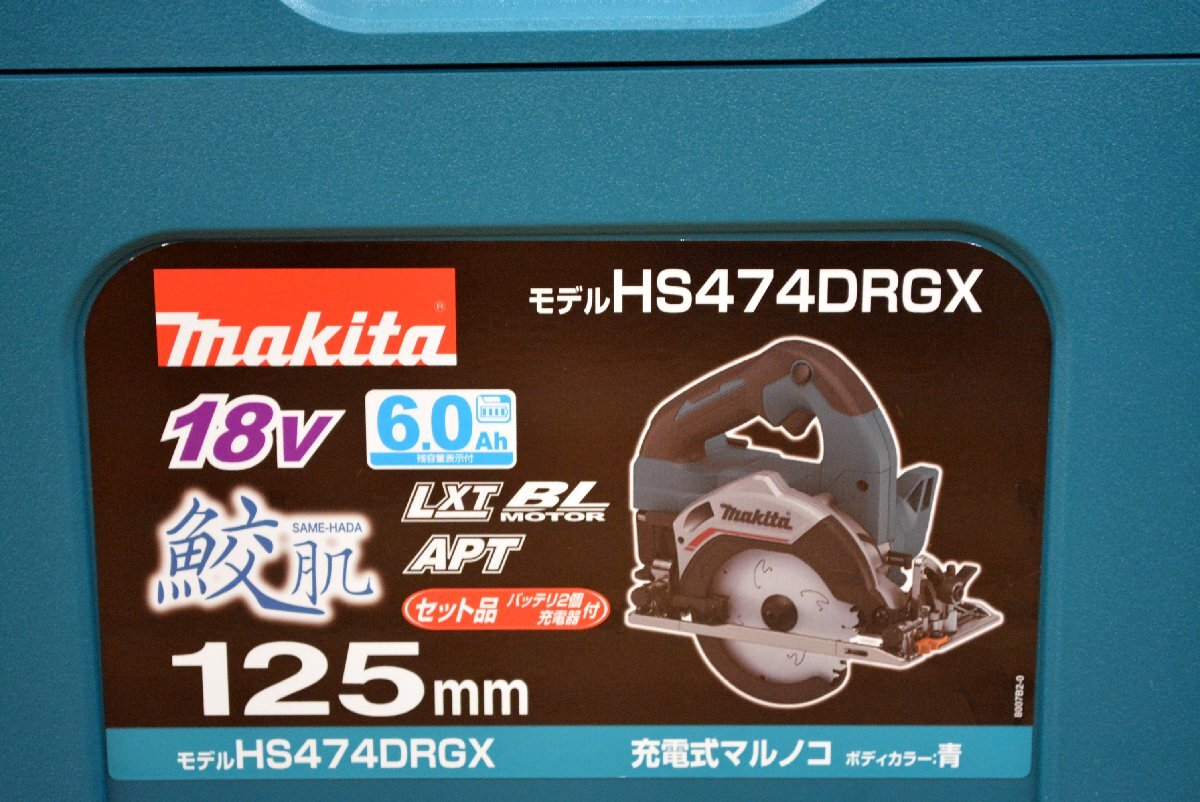 makita®
モデルHS474DRGX
18V
6.0Ah
残容量表示付
LXT BL MOTOR
APT
鮫肌
SAME-HADA
セット品 バッテリ2個 充電器 付
125mm
makita
8007B2-0
モデルHS474DRGX 充電式マルノコ ボディカラー:青